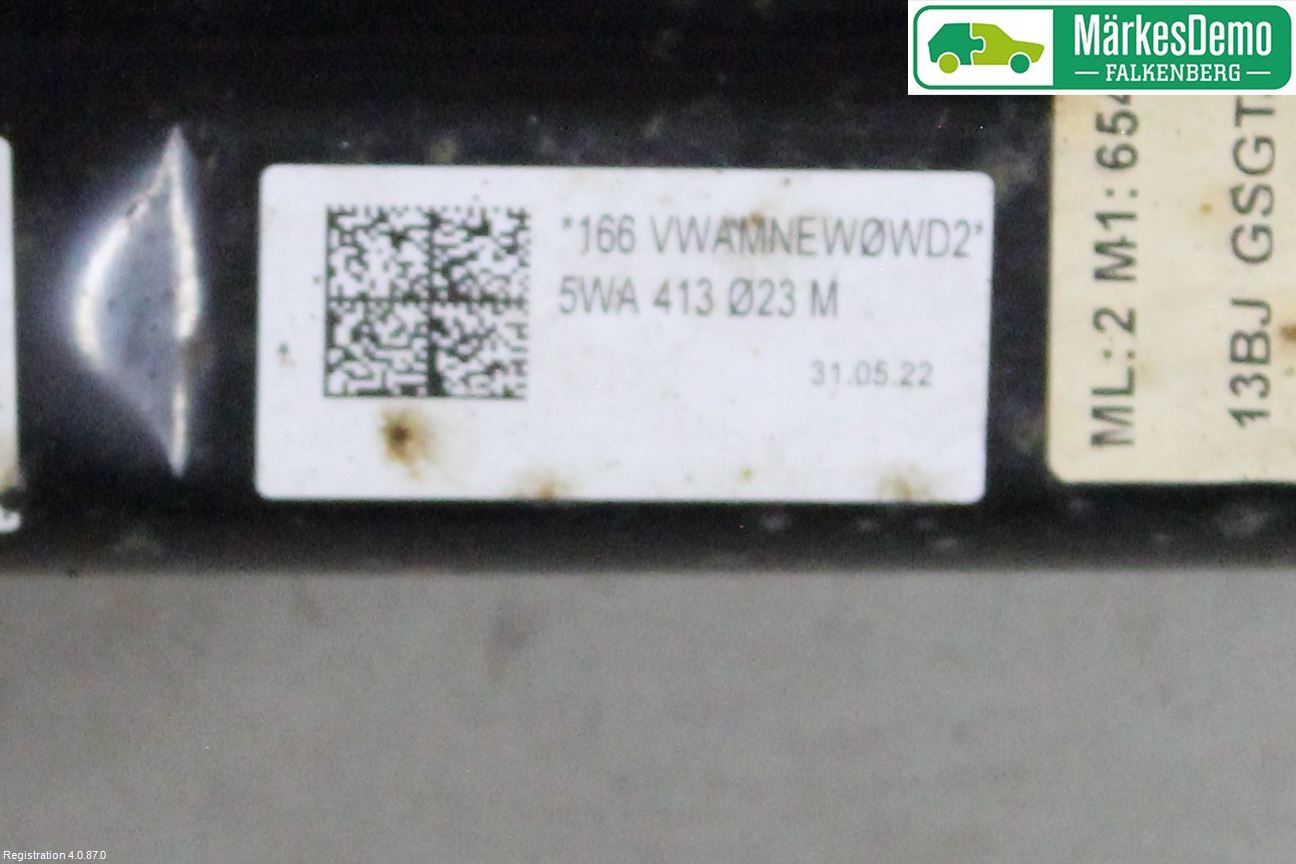 MärkesDemo
FALKENBERG
*166 VWAMNEWØWD2*
5WA 413 Ø23 M
31.05.22
ML:2 M1:654
13BJ GSGT
Registration 4.0.87.0